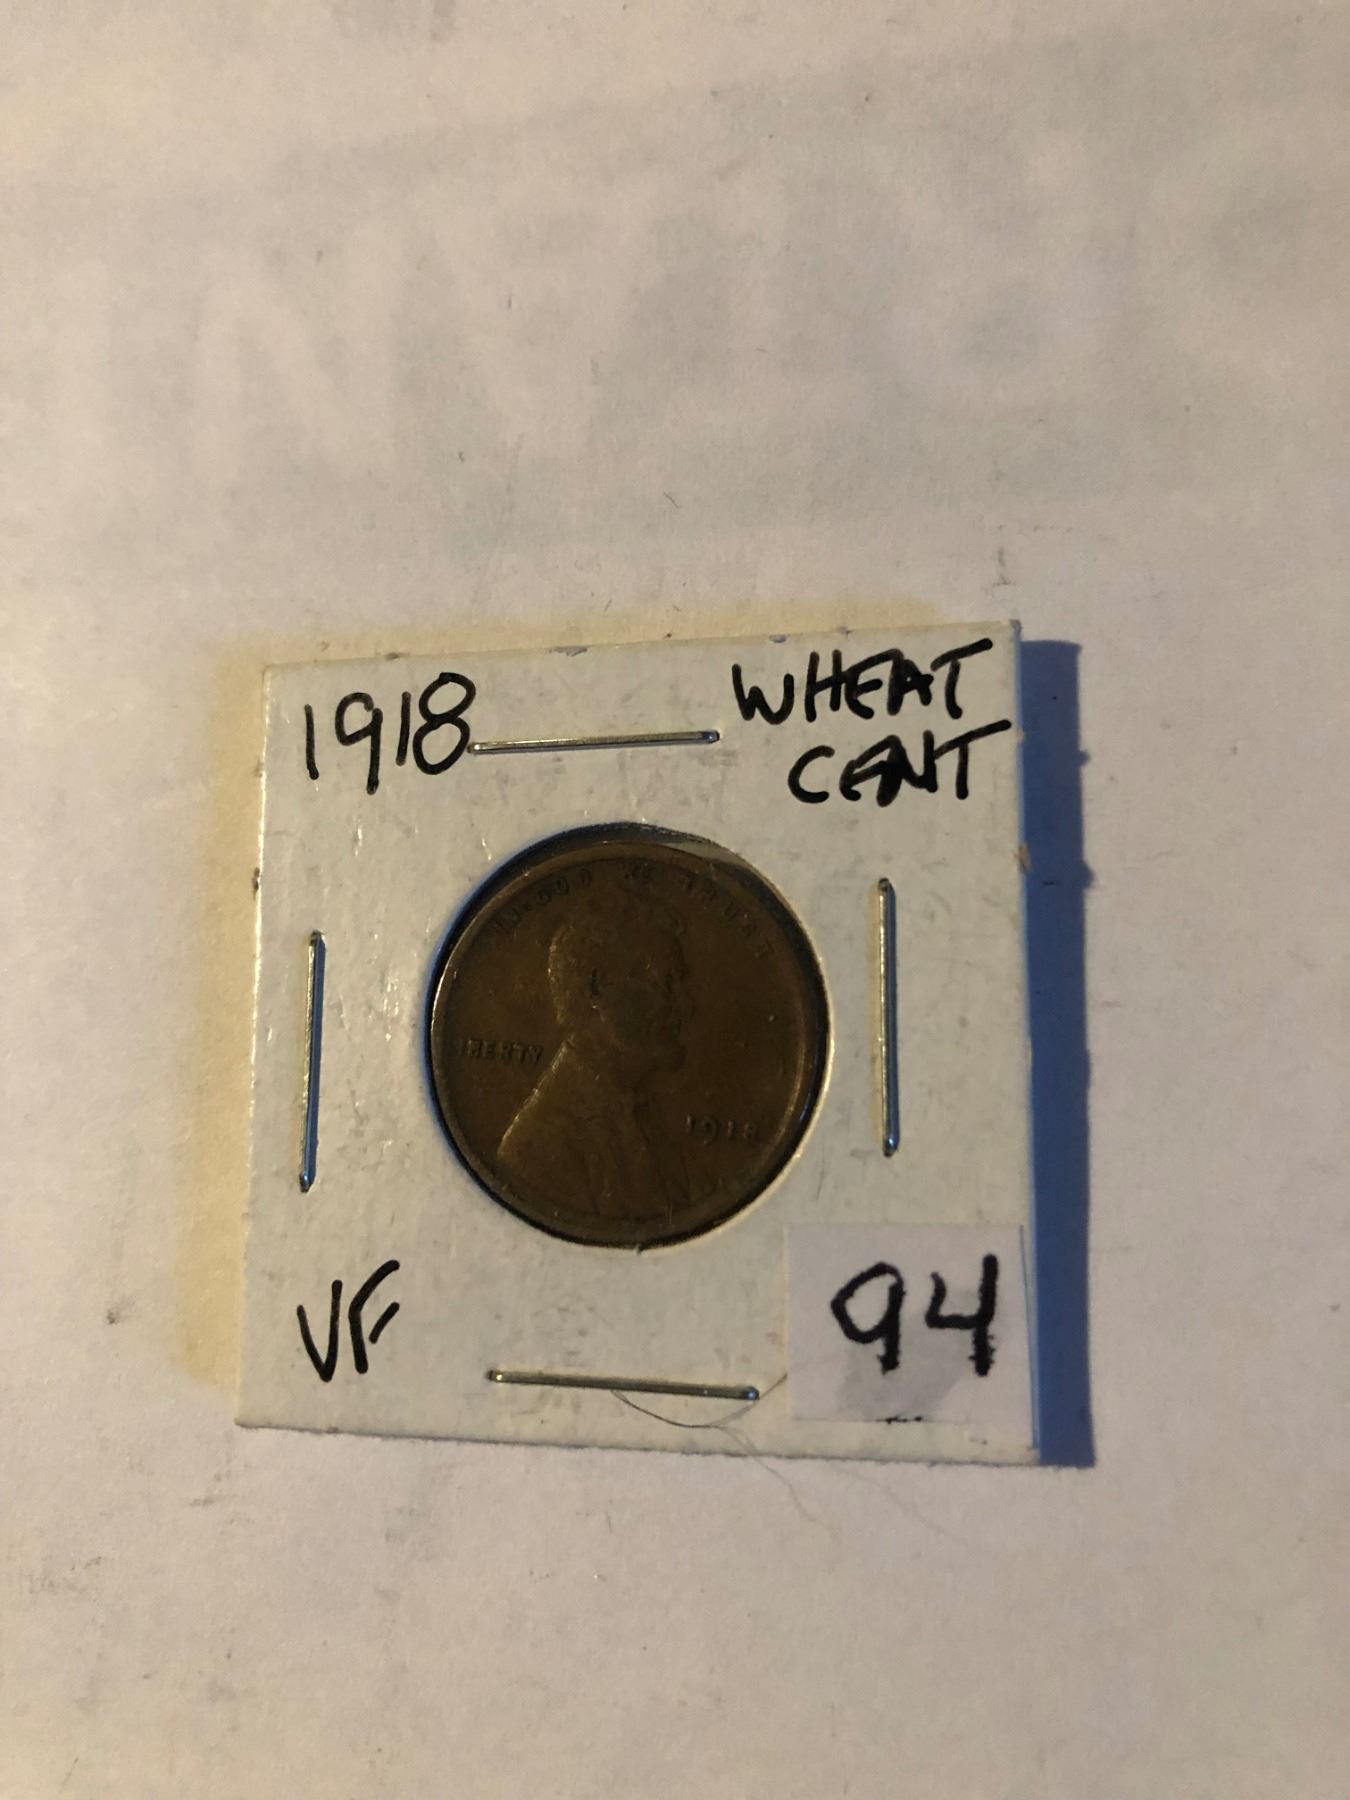 1918
WHEAT
CENT
IN GOD WE TRUST
LIBERTY
1918
VF
94